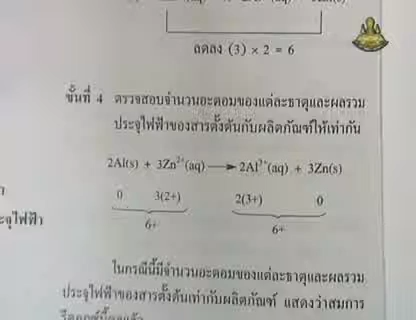 ลดลง (3) × 2 = 6
ขั้นที่ 4 ตรวจสอบจำนวนอะตอมของแต่ละธาตุและผลรวม
ประจุไฟฟ้าของสารตั้งต้นกับผลิตภัณฑ์ให้เท่ากัน
2Al(s) + 3Zn²⁺(aq) → 2Al³⁺(aq) + 3Zn(s)
0 3(2+) 2(3+) 0
6+ 6+
ะจุไฟฟ้า
ในกรณีนี้มีจำนวนอะตอมของแต่ละธาตุและผลรวม
ประจุไฟฟ้าของสารตั้งต้นเท่ากับผลิตภัณฑ์ แสดงว่าสมการ